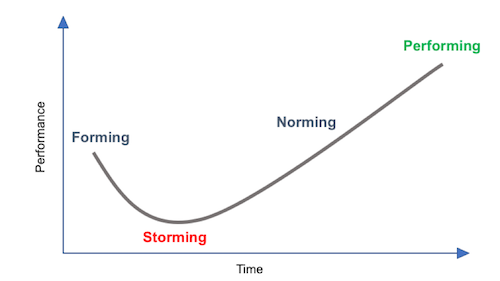 Performing
Norming
Forming
Storming
Performance
Time